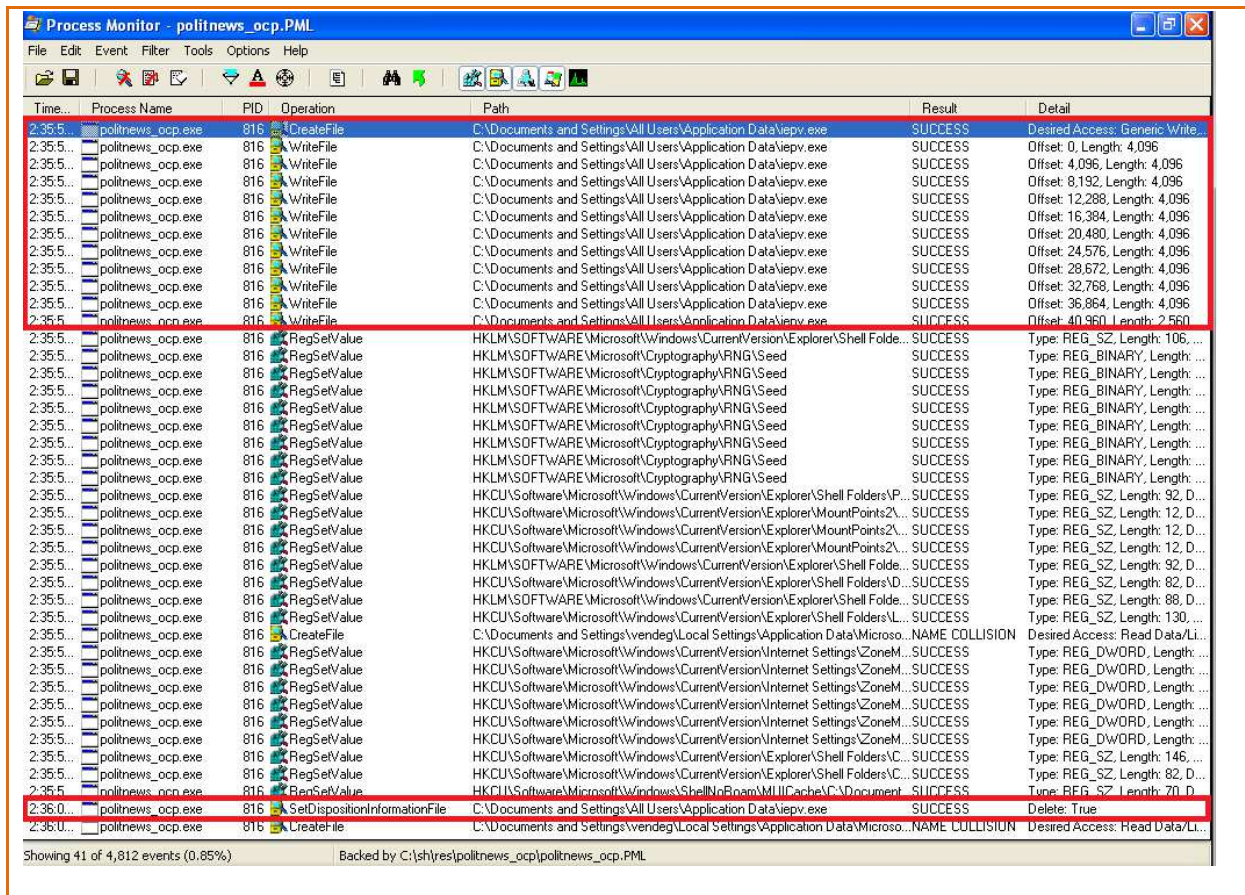 Process Monitor - politnews_ocp.PML
File Edit Event Filter Tools Options Help
Time... Process Name PID Operation Path Result Detail
2:35:5... politnews_ocp.exe 816 CreateFile C:\Documents and Settings\All Users\Application Data\iepv.exe SUCCESS Desired Access: Generic Write,...
2:35:5... politnews_ocp.exe 816 WriteFile C:\Documents and Settings\All Users\Application Data\iepv.exe SUCCESS Offset: 0, Length: 4,096
2:35:5... politnews_ocp.exe 816 WriteFile C:\Documents and Settings\All Users\Application Data\iepv.exe SUCCESS Offset: 4,096, Length: 4,096
2:35:5... politnews_ocp.exe 816 WriteFile C:\Documents and Settings\All Users\Application Data\iepv.exe SUCCESS Offset: 8,192, Length: 4,096
2:35:5... politnews_ocp.exe 816 WriteFile C:\Documents and Settings\All Users\Application Data\iepv.exe SUCCESS Offset: 12,288, Length: 4,096
2:35:5... politnews_ocp.exe 816 WriteFile C:\Documents and Settings\All Users\Application Data\iepv.exe SUCCESS Offset: 16,384, Length: 4,096
2:35:5... politnews_ocp.exe 816 WriteFile C:\Documents and Settings\All Users\Application Data\iepv.exe SUCCESS Offset: 20,480, Length: 4,096
2:35:5... politnews_ocp.exe 816 WriteFile C:\Documents and Settings\All Users\Application Data\iepv.exe SUCCESS Offset: 24,576, Length: 4,096
2:35:5... politnews_ocp.exe 816 WriteFile C:\Documents and Settings\All Users\Application Data\iepv.exe SUCCESS Offset: 28,672, Length: 4,096
2:35:5... politnews_ocp.exe 816 WriteFile C:\Documents and Settings\All Users\Application Data\iepv.exe SUCCESS Offset: 32,768, Length: 4,096
2:35:5... politnews_ocp.exe 816 WriteFile C:\Documents and Settings\All Users\Application Data\iepv.exe SUCCESS Offset: 36,864, Length: 4,096
2:35:5... politnews_ocp.exe 816 WriteFile C:\Documents and Settings\All Users\Application Data\iepv.exe SUCCESS Offset: 40,960, Length: 2,560
2:35:5... politnews_ocp.exe 816 RegSetValue HKLM\SOFTWARE\Microsoft\Windows\CurrentVersion\Explorer\Shell Folde... SUCCESS Type: REG_SZ, Length: 106, ...
2:35:5... politnews_ocp.exe 816 RegSetValue HKLM\SOFTWARE\Microsoft\Cryptography\RNG\Seed SUCCESS Type: REG_BINARY, Length: ...
2:35:5... politnews_ocp.exe 816 RegSetValue HKLM\SOFTWARE\Microsoft\Cryptography\RNG\Seed SUCCESS Type: REG_BINARY, Length: ...
2:35:5... politnews_ocp.exe 816 RegSetValue HKLM\SOFTWARE\Microsoft\Cryptography\RNG\Seed SUCCESS Type: REG_BINARY, Length: ...
2:35:5... politnews_ocp.exe 816 RegSetValue HKLM\SOFTWARE\Microsoft\Cryptography\RNG\Seed SUCCESS Type: REG_BINARY, Length: ...
2:35:5... politnews_ocp.exe 816 RegSetValue HKLM\SOFTWARE\Microsoft\Cryptography\RNG\Seed SUCCESS Type: REG_BINARY, Length: ...
2:35:5... politnews_ocp.exe 816 RegSetValue HKLM\SOFTWARE\Microsoft\Cryptography\RNG\Seed SUCCESS Type: REG_BINARY, Length: ...
2:35:5... politnews_ocp.exe 816 RegSetValue HKLM\SOFTWARE\Microsoft\Cryptography\RNG\Seed SUCCESS Type: REG_BINARY, Length: ...
2:35:5... politnews_ocp.exe 816 RegSetValue HKLM\SOFTWARE\Microsoft\Cryptography\RNG\Seed SUCCESS Type: REG_BINARY, Length: ...
2:35:5... politnews_ocp.exe 816 RegSetValue HKCU\Software\Microsoft\Windows\CurrentVersion\Explorer\Shell Folders\P... SUCCESS Type: REG_SZ, Length: 92, D...
2:35:5... politnews_ocp.exe 816 RegSetValue HKCU\Software\Microsoft\Windows\CurrentVersion\Explorer\MountPoints2\... SUCCESS Type: REG_SZ, Length: 12, D...
2:35:5... politnews_ocp.exe 816 RegSetValue HKCU\Software\Microsoft\Windows\CurrentVersion\Explorer\MountPoints2\... SUCCESS Type: REG_SZ, Length: 12, D...
2:35:5... politnews_ocp.exe 816 RegSetValue HKCU\Software\Microsoft\Windows\CurrentVersion\Explorer\MountPoints2\... SUCCESS Type: REG_SZ, Length: 12, D...
2:35:5... politnews_ocp.exe 816 RegSetValue HKLM\SOFTWARE\Microsoft\Windows\CurrentVersion\Explorer\Shell Folde... SUCCESS Type: REG_SZ, Length: 92, D...
2:35:5... politnews_ocp.exe 816 RegSetValue HKCU\Software\Microsoft\Windows\CurrentVersion\Explorer\Shell Folders\D... SUCCESS Type: REG_SZ, Length: 82, D...
2:35:5... politnews_ocp.exe 816 RegSetValue HKLM\SOFTWARE\Microsoft\Windows\CurrentVersion\Explorer\Shell Folde... SUCCESS Type: REG_SZ, Length: 88, D...
2:35:5... politnews_ocp.exe 816 RegSetValue HKCU\Software\Microsoft\Windows\CurrentVersion\Explorer\Shell Folders\L... SUCCESS Type: REG_SZ, Length: 130, ...
2:35:5... politnews_ocp.exe 816 CreateFile C:\Documents and Settings\vendeg\Local Settings\Application Data\Microso... NAME COLLISION Desired Access: Read Data/Li...
2:35:5... politnews_ocp.exe 816 RegSetValue HKCU\Software\Microsoft\Windows\CurrentVersion\Internet Settings\ZoneM... SUCCESS Type: REG_DWORD, Length: ...
2:35:5... politnews_ocp.exe 816 RegSetValue HKCU\Software\Microsoft\Windows\CurrentVersion\Internet Settings\ZoneM... SUCCESS Type: REG_DWORD, Length: ...
2:35:5... politnews_ocp.exe 816 RegSetValue HKCU\Software\Microsoft\Windows\CurrentVersion\Internet Settings\ZoneM... SUCCESS Type: REG_DWORD, Length: ...
2:35:5... politnews_ocp.exe 816 RegSetValue HKCU\Software\Microsoft\Windows\CurrentVersion\Internet Settings\ZoneM... SUCCESS Type: REG_DWORD, Length: ...
2:35:5... politnews_ocp.exe 816 RegSetValue HKCU\Software\Microsoft\Windows\CurrentVersion\Internet Settings\ZoneM... SUCCESS Type: REG_DWORD, Length: ...
2:35:5... politnews_ocp.exe 816 RegSetValue HKCU\Software\Microsoft\Windows\CurrentVersion\Internet Settings\ZoneM... SUCCESS Type: REG_DWORD, Length: ...
2:35:5... politnews_ocp.exe 816 RegSetValue HKCU\Software\Microsoft\Windows\CurrentVersion\Explorer\Shell Folders\C... SUCCESS Type: REG_SZ, Length: 146, ...
2:35:5... politnews_ocp.exe 816 RegSetValue HKCU\Software\Microsoft\Windows\CurrentVersion\Explorer\Shell Folders\C... SUCCESS Type: REG_SZ, Length: 82, D...
2:35:5... politnews_ocp.exe 816 RegSetValue HKCU\Software\Microsoft\Windows\ShellNoRoam\MUICache\C:\Document... SUCCESS Type: REG_SZ, Length: 70, D...
2:36:0... politnews_ocp.exe 816 SetDispositionInformationFile C:\Documents and Settings\All Users\Application Data\iepv.exe SUCCESS Delete: True
2:36:0... politnews_ocp.exe 816 CreateFile C:\Documents and Settings\vendeg\Local Settings\Application Data\Microso... NAME COLLISION Desired Access: Read Data/Li...
Showing 41 of 4,812 events (0.85%) Backed by C:\sh\res\politnews_ocp\politnews_ocp.PML